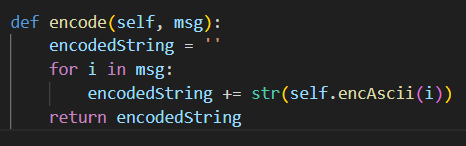 def encode(self, msg):
    encodedString = ''
    for i in msg:
        encodedString += str(self.encAscii(i))
    return encodedString